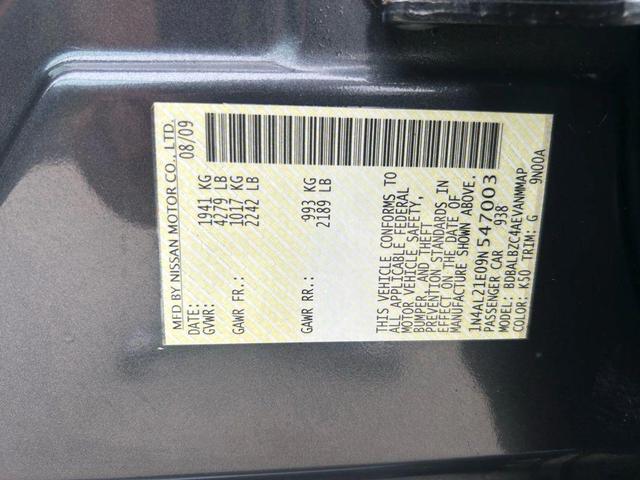 MFD BY NISSAN MOTOR CO., LTD.
DATE: 08/09
GVWR: 1941 KG
4279 LB
GAWR FR.: 1017 KG
2242 LB
GAWR RR.: 993 KG
2189 LB
THIS VEHICLE CONFORMS TO
ALL APPLICABLE FEDERAL
MOTOR VEHICLE SAFETY,
BUMPER, AND THEFT
PREVENTION STANDARDS IN
EFFECT ON THE DATE OF
MANUFACTURE SHOWN ABOVE.
1N4AL21E09N547003
PASSENGER CAR 938
MODEL: BDBALBZC4AEVANMMAP
COLOR: K50 TRIM: G 9N00A